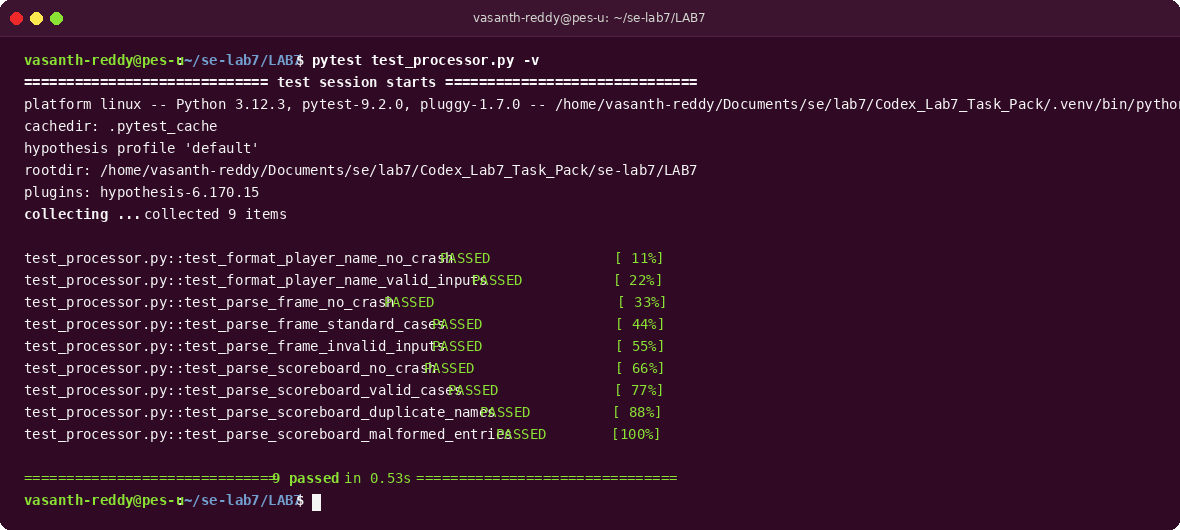 vasanth-reddy@pes-u: ~/se-lab7/LAB7
vasanth-reddy@pes-u:~/se-lab7/LAB7$ pytest test_processor.py -v
============================= test session starts ==============================
platform linux -- Python 3.12.3, pytest-9.2.0, pluggy-1.7.0 -- /home/vasanth-reddy/Documents/se/lab7/Codex_Lab7_Task_Pack/.venv/bin/python
cachedir: .pytest_cache
hypothesis profile 'default'
rootdir: /home/vasanth-reddy/Documents/se/lab7/Codex_Lab7_Task_Pack/se-lab7/LAB7
plugins: hypothesis-6.170.15
collecting ... collected 9 items
test_processor.py::test_format_player_name_no_crash PASSED [ 11%]
test_processor.py::test_format_player_name_valid_inputs PASSED [ 22%]
test_processor.py::test_parse_frame_no_crash PASSED [ 33%]
test_processor.py::test_parse_frame_standard_cases PASSED [ 44%]
test_processor.py::test_parse_frame_invalid_inputs PASSED [ 55%]
test_processor.py::test_parse_scoreboard_no_crash PASSED [ 66%]
test_processor.py::test_parse_scoreboard_valid_cases PASSED [ 77%]
test_processor.py::test_parse_scoreboard_duplicate_names PASSED [ 88%]
test_processor.py::test_parse_scoreboard_malformed_entries PASSED [100%]
============================== 9 passed in 0.53s ===============================
vasanth-reddy@pes-u:~/se-lab7/LAB7$